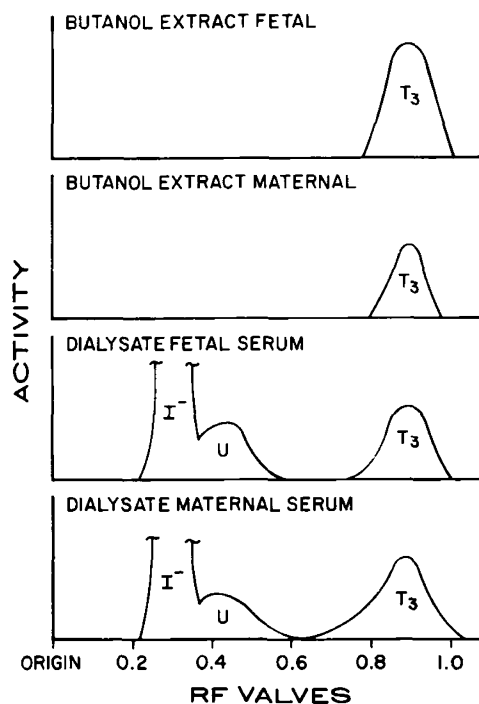 BUTANOL EXTRACT FETAL
T3
BUTANOL EXTRACT MATERNAL
T3
ACTIVITY
DIALYSATE FETAL SERUM
I-
U
T3
DIALYSATE MATERNAL SERUM
I-
U
T3
ORIGIN 0.2 0.4 0.6 0.8 1.0
RF VALVES